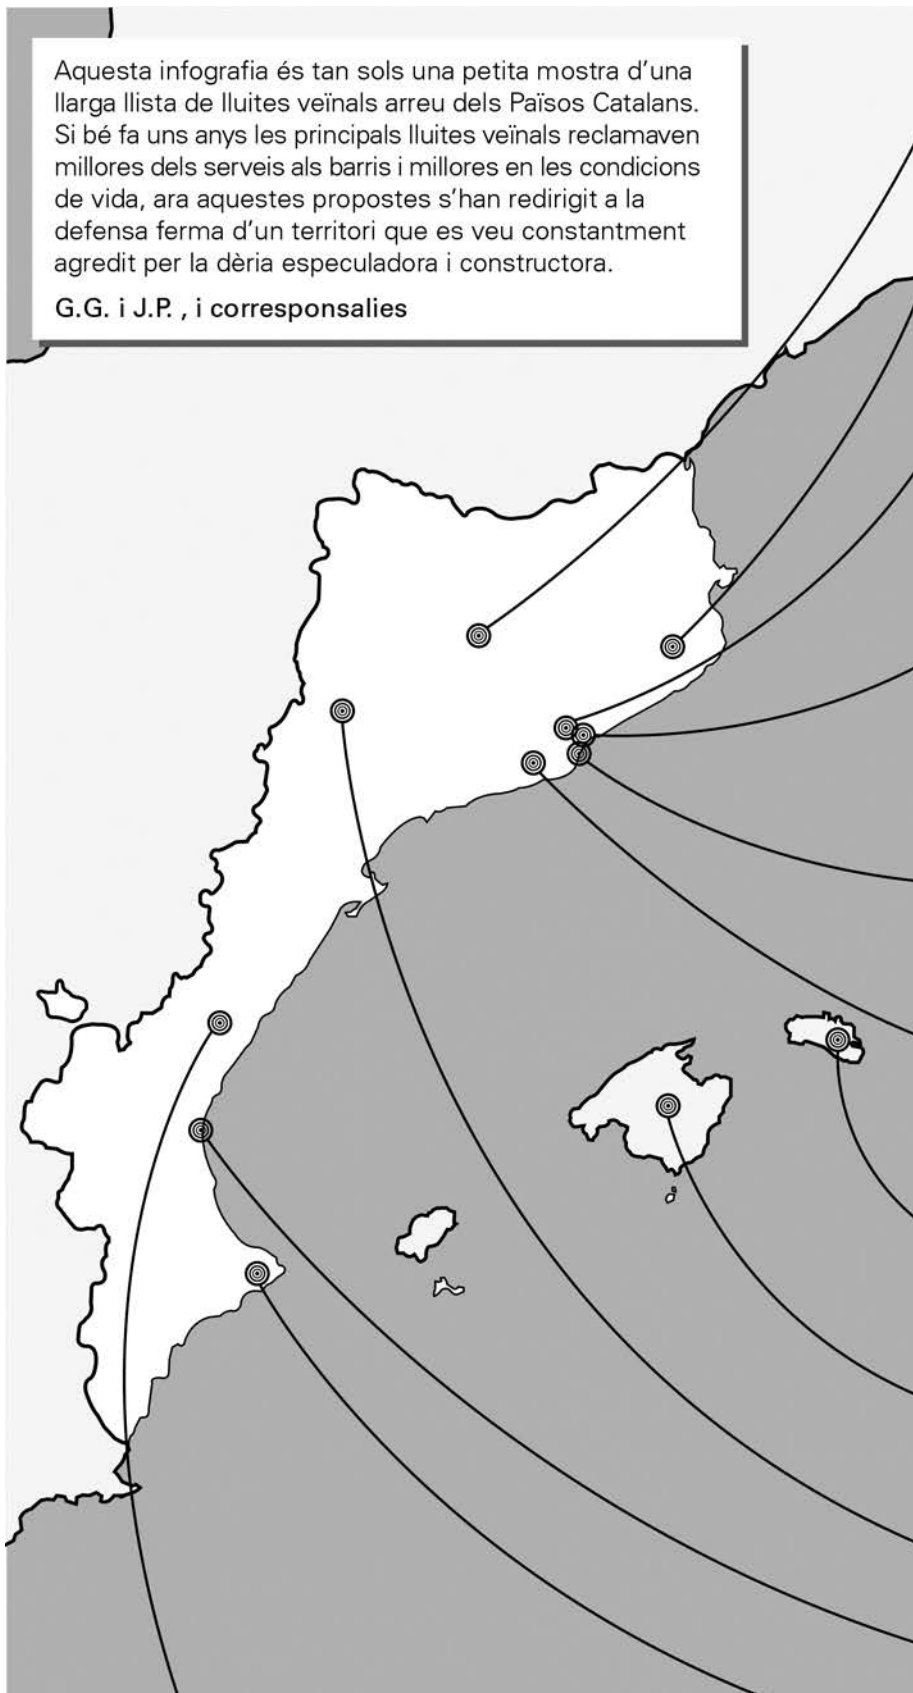 Aquesta infografia és tan sols una petita mostra d'una
llarga llista de lluites veïnals arreu dels Països Catalans.
Si bé fa uns anys les principals lluites veïnals reclamaven
millores dels serveis als barris i millores en les condicions
de vida, ara aquestes propostes s'han redirigit a la
defensa ferma d'un territori que es veu constantment
agredit per la dèria especuladora i constructora.
G.G. i J.P. , i corresponsalies